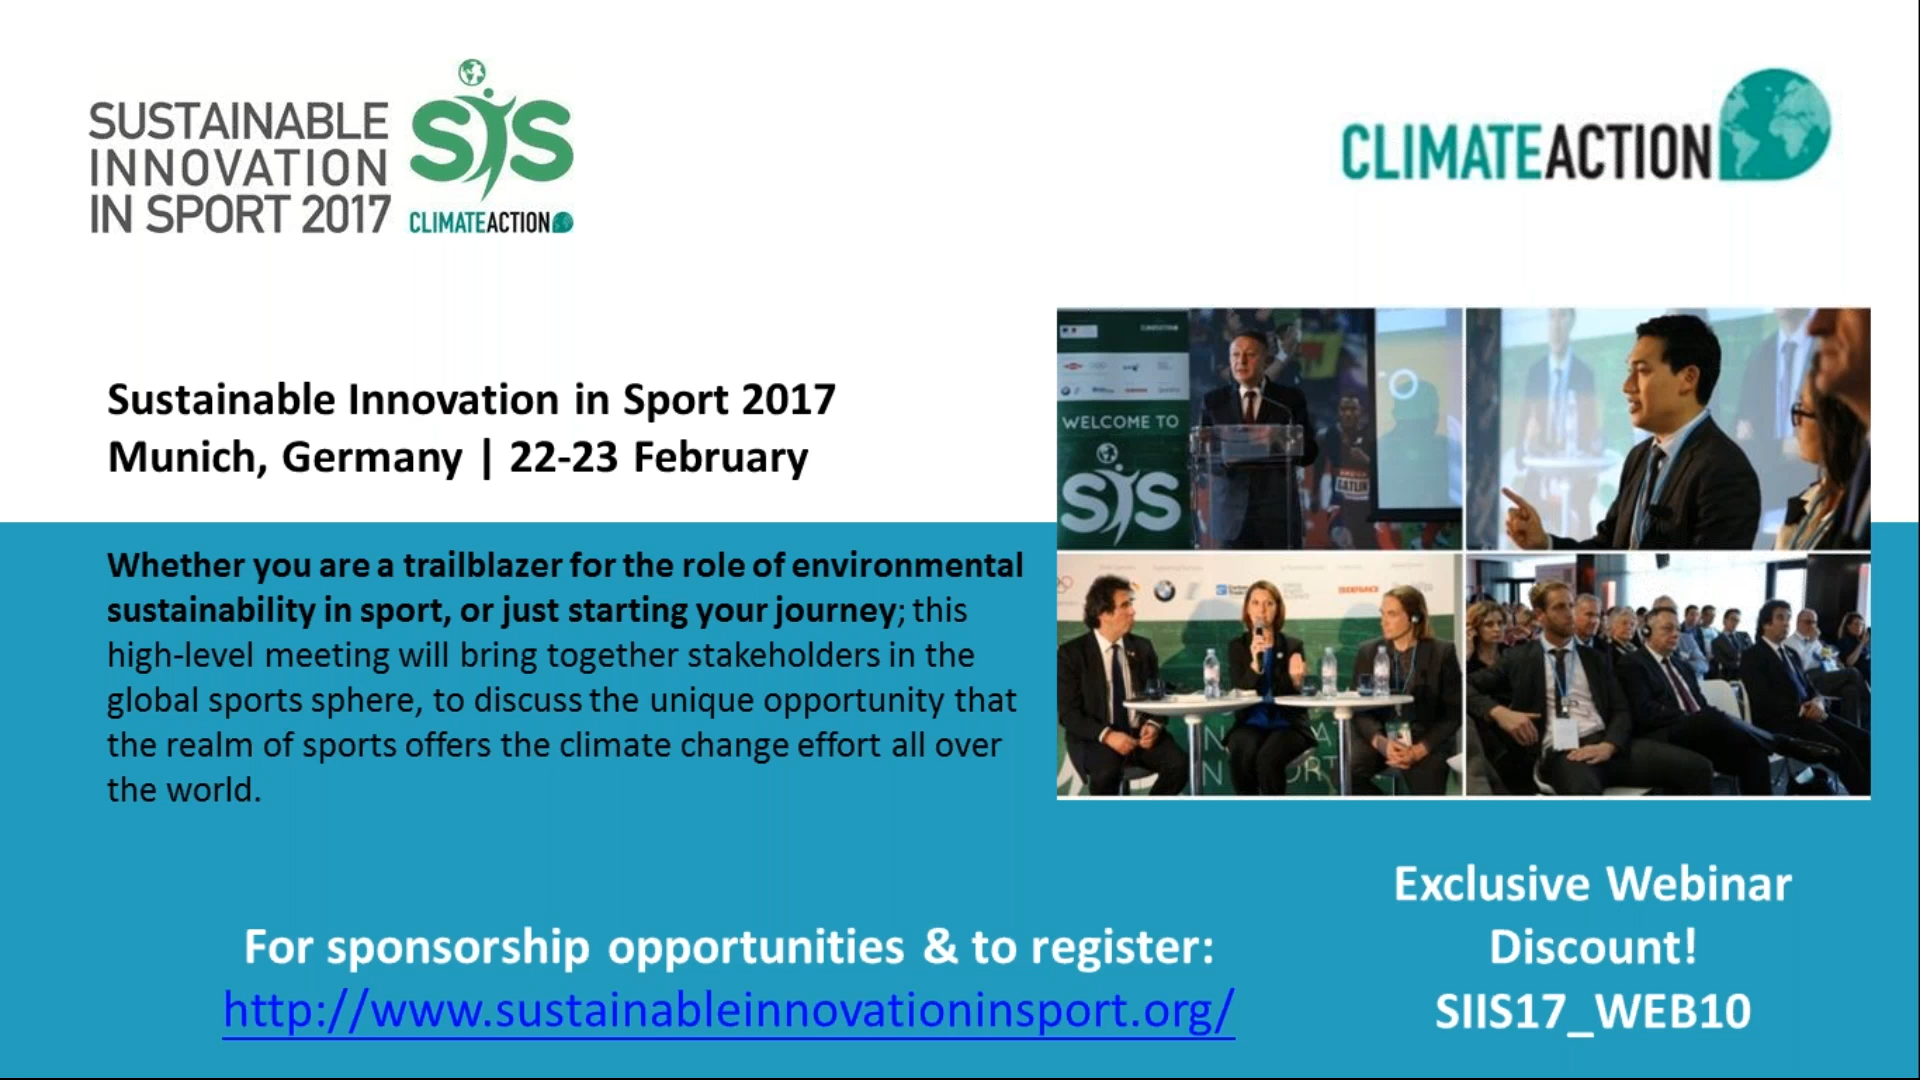 SUSTAINABLE
INNOVATION
IN SPORT 2017
SIS
CLIMATEACTION
CLIMATEACTION
Sustainable Innovation in Sport 2017
Munich, Germany | 22-23 February
WELCOME TO
SIS
Whether you are a trailblazer for the role of environmental
sustainability in sport, or just starting your journey; this
high-level meeting will bring together stakeholders in the
global sports sphere, to discuss the unique opportunity that
the realm of sports offers the climate change effort all over
the world.
Exclusive Webinar
Discount!
SIIS17_WEB10
For sponsorship opportunities & to register:
http://www.sustainableinnovationinsport.org/